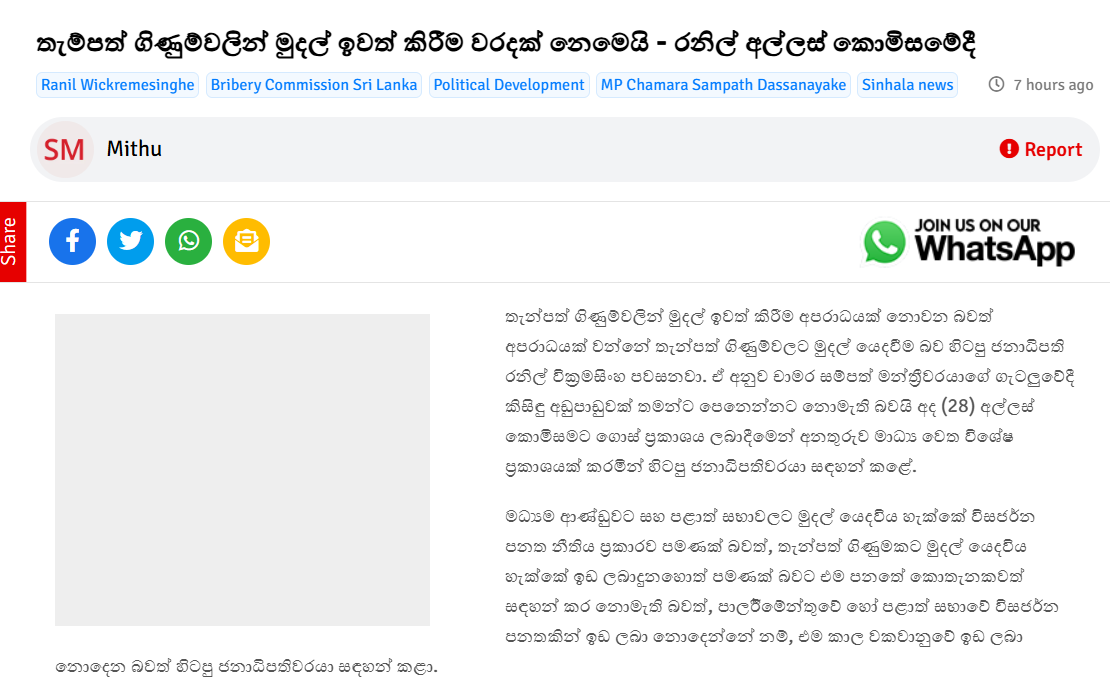 තැම්පත් ගිණුම්වලින් මුදල් ඉවත් කිරීම වරදක් නෙමෙයි - රනිල් අල්ලස් කොමිසමේදී
Ranil Wickremesinghe Bribery Commission Sri Lanka Political Development MP Chamara Sampath Dassanayake Sinhala news 7 hours ago
SM Mithu Report
Share
JOIN US ON OUR
WhatsApp
තැන්පත් ගිණුම්වලින් මුදල් ඉවත් කිරීම අපරාධයක් නොවන බවත්
අපරාධයක් වන්නේ තැන්පත් ගිණුම්වලට මුදල් යෙදවීම බව හිටපු ජනාධිපති
රනිල් වික්‍රමසිංහ පවසනවා. ඒ අනුව චාමර සම්පත් මන්ත්‍රීවරයාගේ ගැටලුවේදී
කිසිඳු අඩුපාඩුවක් තමන්ට පෙනෙන්නට නොමැති බවයි අද (28) අල්ලස්
කොමිසමට ගොස් ප්‍රකාශය ලබාදීමෙන් අනතුරුව මාධ්‍ය වෙත විශේෂ
ප්‍රකාශයක් කරමින් හිටපු ජනාධිපතිවරයා සඳහන් කළේ.
මධ්‍යම ආණ්ඩුවට සහ පළාත් සභාවලට මුදල් යෙදවිය හැක්කේ විසර්ජන
පනත නීතිය ප්‍රකාරව පමණක් බවත්, තැන්පත් ගිණුමකට මුදල් යෙදවිය
හැක්කේ ඉඩ ලබාදුනහොත් පමණක් බවට එම පනතේ කොතැනකවත්
සඳහන් කර නොමැති බවත්, පාර්ලිමේන්තුවේ හෝ පළාත් සභාවේ විසර්ජන
පනතකින් ඉඩ ලබා නොදෙන්නේ නම්, එම කාල වකවානුවේ ඉඩ ලබා
නොදෙන බවත් හිටපු ජනාධිපතිවරයා සඳහන් කළා.